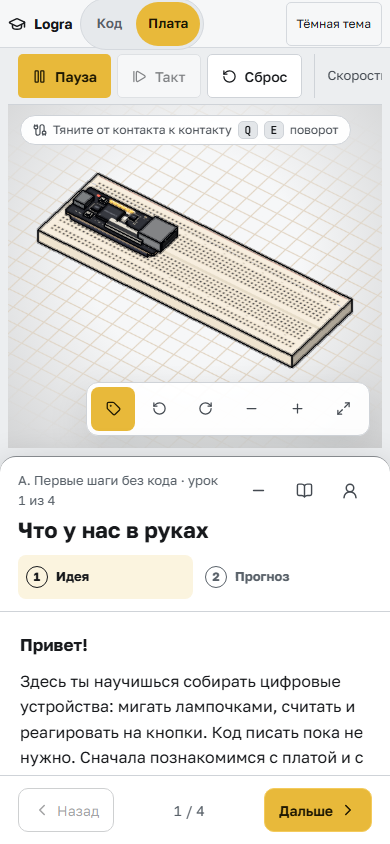 Logra
Код
Плата
Тёмная тема
Пауза
Такт
Сброс
Скорость
Тяните от контакта к контакту Q E поворот
А. Первые шаги без кода · урок
1 из 4
Что у нас в руках
1 Идея
2 Прогноз
Привет!
Здесь ты научишься собирать цифровые
устройства: мигать лампочками, считать и
реагировать на кнопки. Код писать пока не
нужно. Сначала познакомимся с платой и с
Назад
1 / 4
Дальше